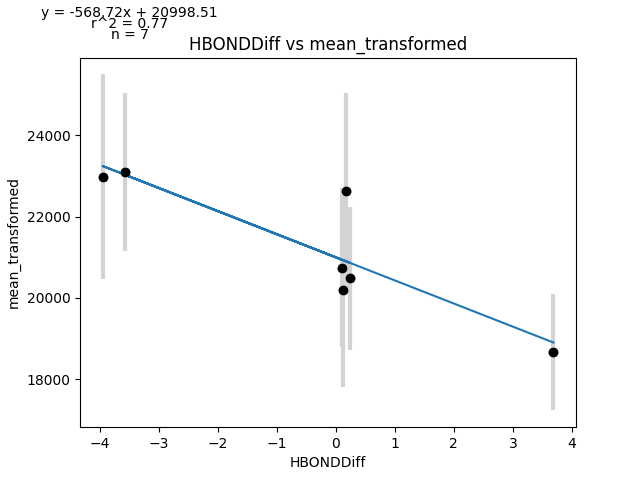 y = -568.72x + 20998.51
r^2 = 0.77
n = 7
HBONDDiff vs mean_transformed
mean_transformed
24000
22000
20000
18000
−4
−3
−2
−1
0
1
2
3
4
HBONDDiff